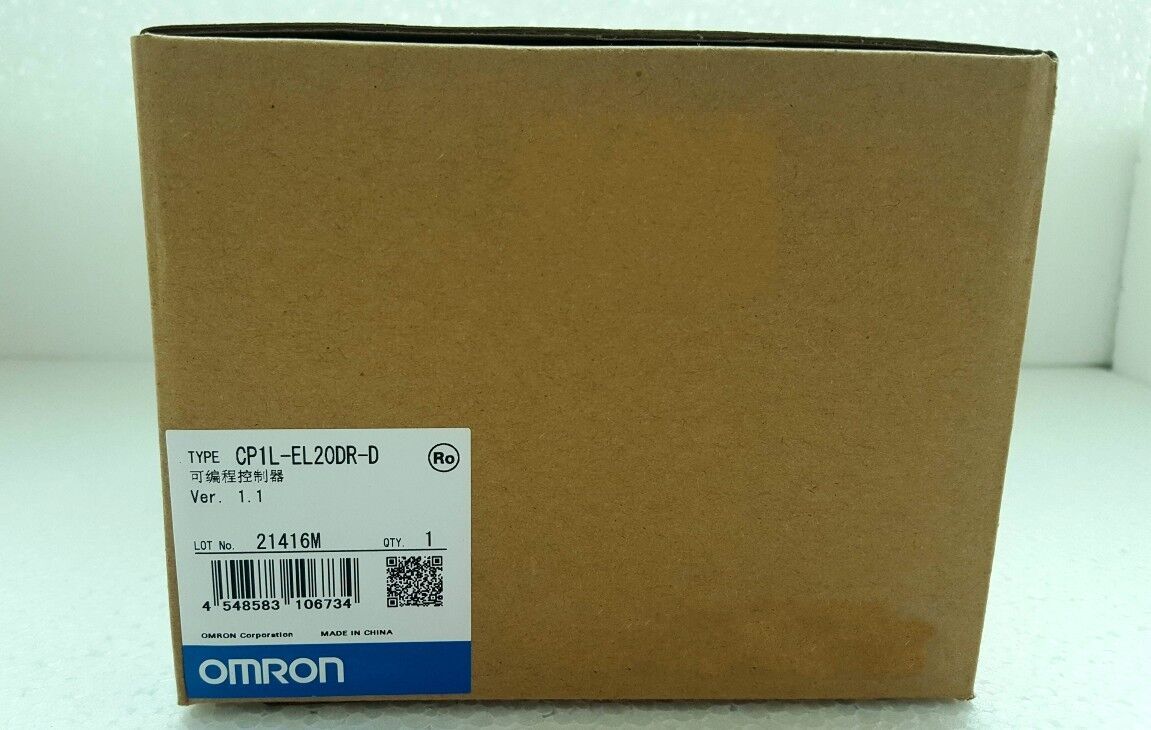 TYPE CP1L-EL20DR-D Ro
可编程控制器
Ver. 1.1
LOT No. 21416M QTY. 1
4 548583 106734
OMRON Corporation MADE IN CHINA
OMRON